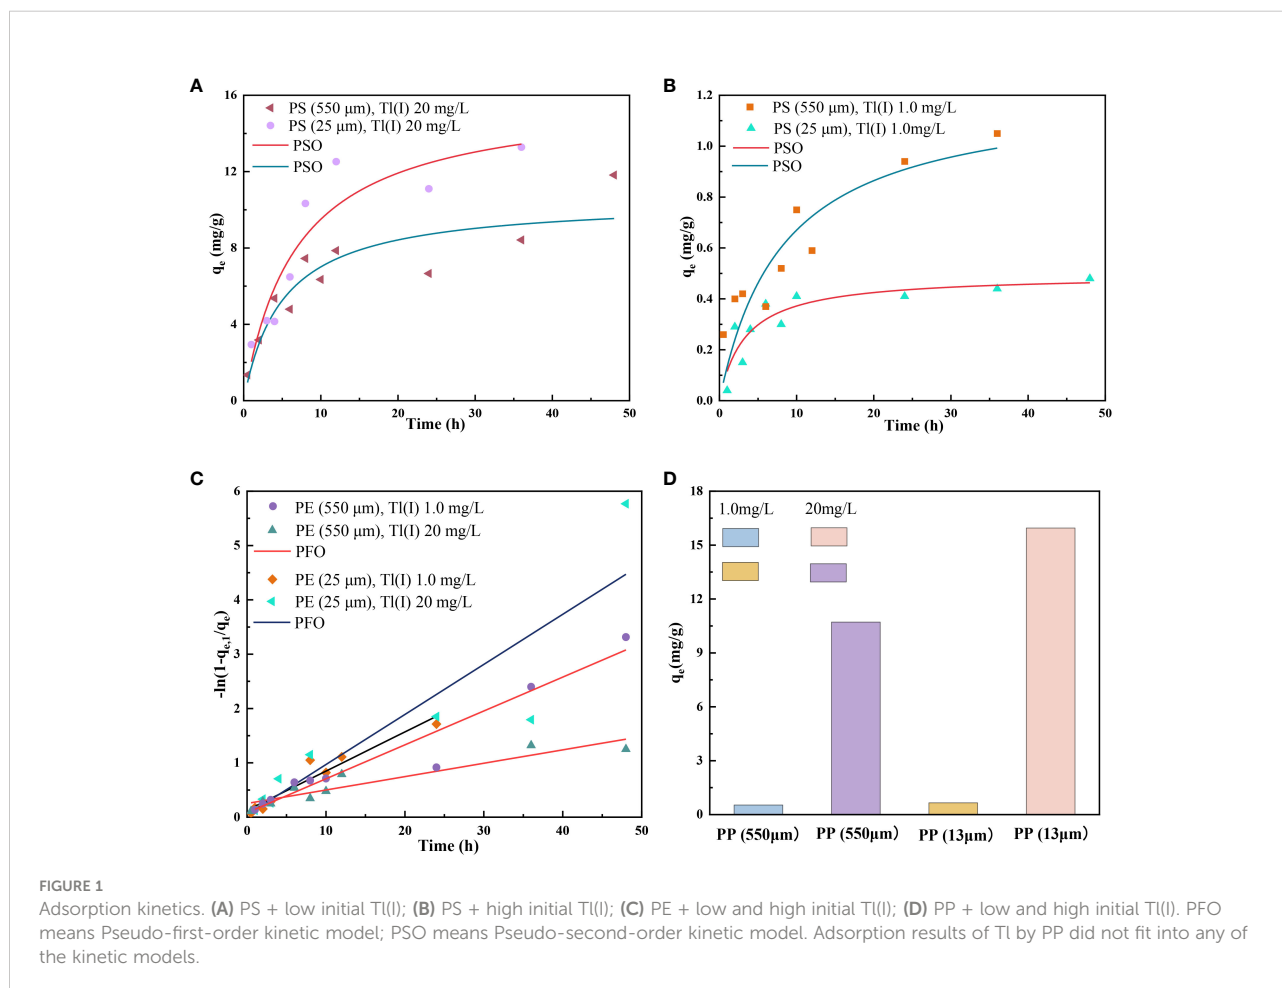 A
16
12
8
4
0
qe (mg/g)
PS (550 μm), Tl(I) 20 mg/L
PS (25 μm), Tl(I) 20 mg/L
PSO
PSO
0 10 20 30 40 50
Time (h)
B
1.2
1.0
0.8
0.6
0.4
0.2
0.0
qe (mg/g)
PS (550 μm), Tl(I) 1.0 mg/L
PS (25 μm), Tl(I) 1.0mg/L
PSO
PSO
0 10 20 30 40 50
Time (h)
C
6
5
4
3
2
1
0
-ln(1-qe,1/qe)
PE (550 μm), Tl(I) 1.0 mg/L
PE (550 μm), Tl(I) 20 mg/L
PFO
PE (25 μm), Tl(I) 1.0 mg/L
PE (25 μm), Tl(I) 20 mg/L
PFO
0 10 20 30 40 50
Time (h)
D
18
15
12
9
6
3
0
qe(mg/g)
1.0mg/L 20mg/L
PP (550μm) PP (550μm) PP (13μm) PP (13μm)
FIGURE 1
Adsorption kinetics. (A) PS + low initial Tl(I); (B) PS + high initial Tl(I); (C) PE + low and high initial Tl(I); (D) PP + low and high initial Tl(I). PFO
means Pseudo-first-order kinetic model; PSO means Pseudo-second-order kinetic model. Adsorption results of Tl by PP did not fit into any of
the kinetic models.